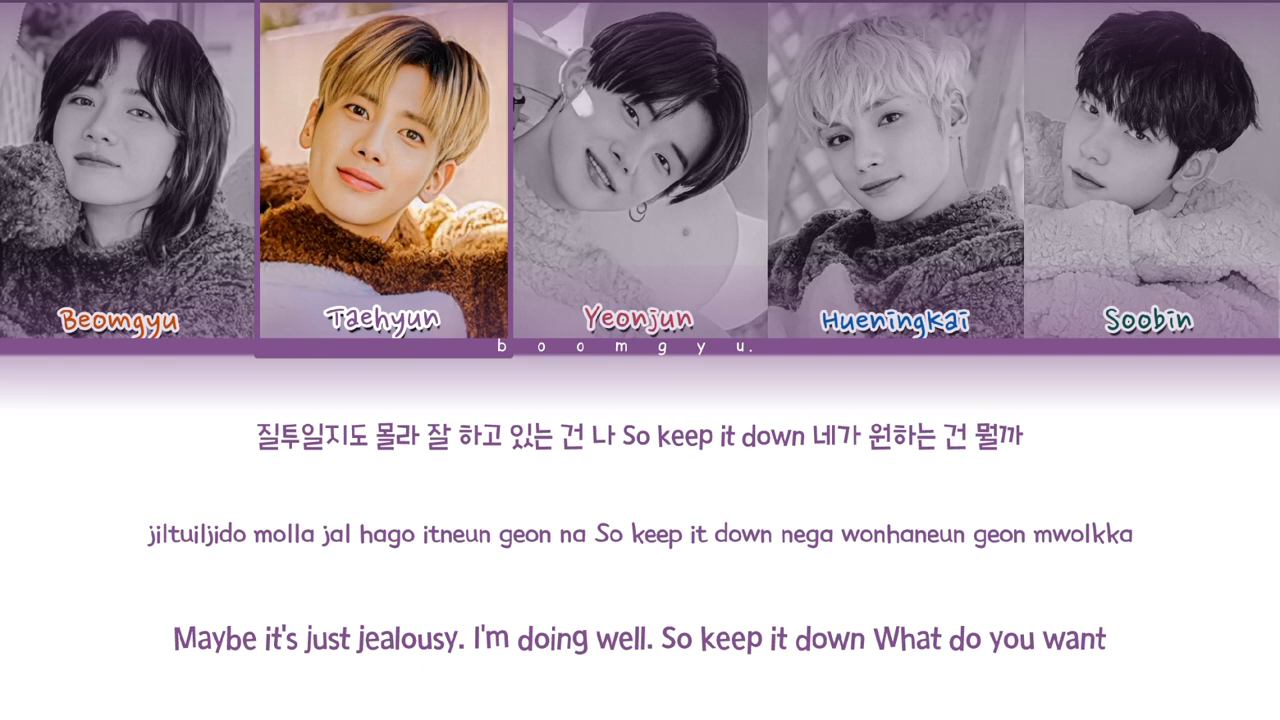 Beomgyu Taehyun Yeonjun HueningKai Soobin
boomgyu.
질투일지도 몰라 잘 하고 있는 건 나 So keep it down 네가 원하는 건 뭘까
jiltuiljido molla jal hago itneun geon na So keep it down nega wonhaneun geon mwolkka
Maybe it's just jealousy. I'm doing well. So keep it down What do you want